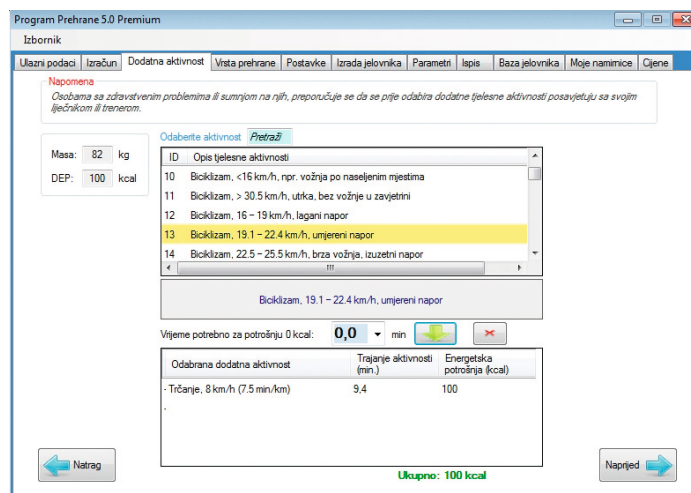 Program Prehrane 5.0 Premium
Izbornik
Ulazni podaci Izračun Dodatna aktivnost Vrsta prehrane Postavke Izrada jelovnika Parametri Ispis Baza jelovnika Moje namirnice Cijene
Napomena
Osobama sa zdravstvenim problemima ili sumnjom na njih, preporučuje se da se prije odabira dodatne tjelesne aktivnosti posavjetuju sa svojim
liječnikom ili trenerom.
Odaberite aktivnost Pretraži
Masa: 82 kg
DEP: 100 kcal
ID Opis tjelesne aktivnosti
10 Biciklizam, <16 km/h, npr. vožnja po naseljenim mjestima
11 Biciklizam, > 30.5 km/h, utrka, bez vožnje u zavjetrini
12 Biciklizam, 16 – 19 km/h, lagani napor
13 Biciklizam, 19.1 – 22.4 km/h, umjereni napor
14 Biciklizam, 22.5 – 25.5 km/h, brza vožnja, izuzetni napor
Biciklizam, 19.1 – 22.4 km/h, umjereni napor
Vrijeme potrebno za potrošnju 0 kcal: 0,0 min
Odabrana dodatna aktivnost Trajanje aktivnosti (min.) Energetska potrošnja (kcal)
- Trčanje, 8 km/h (7.5 min/km) 9,4 100
Natrag
Naprijed
Ukupno: 100 kcal